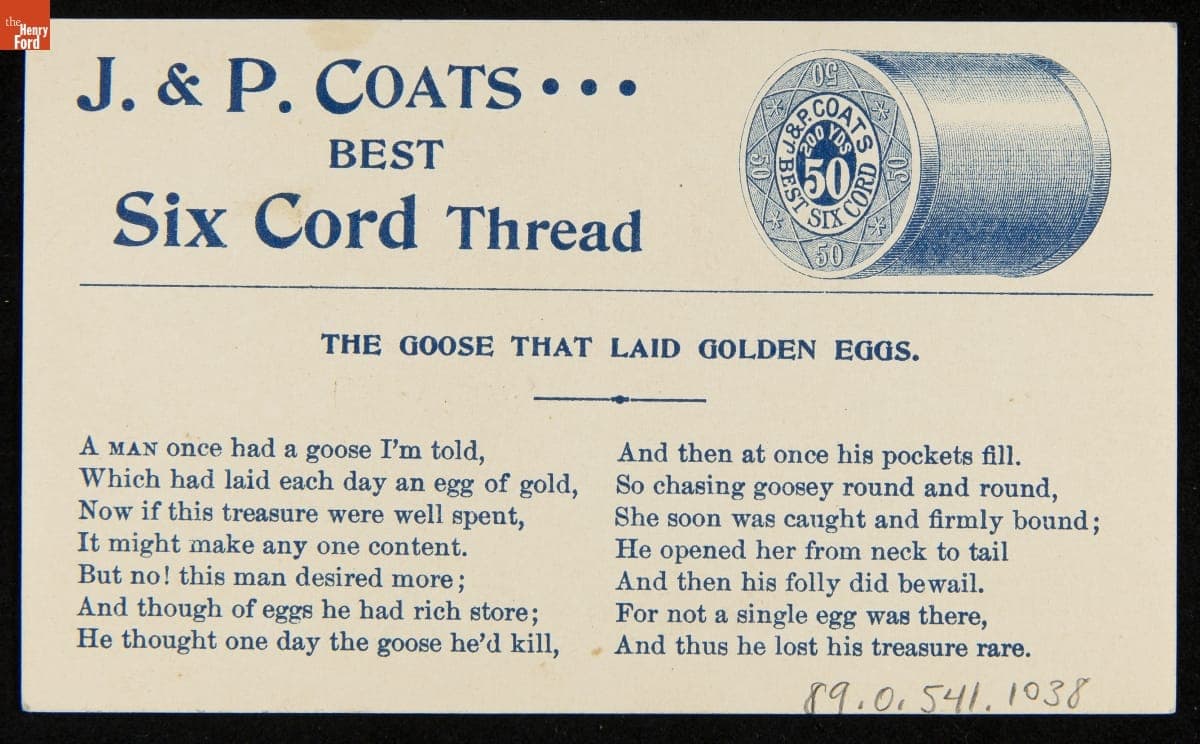 the
Henry
Ford
J. & P. COATS • • •
BEST
Six Cord Thread
50
J.&P. COATS
200 YDS
50
50
50
BEST SIX CORD
50
THE GOOSE THAT LAID GOLDEN EGGS.
A MAN once had a goose I'm told,
Which had laid each day an egg of gold,
Now if this treasure were well spent,
It might make any one content.
But no! this man desired more;
And though of eggs he had rich store;
He thought one day the goose he'd kill,
And then at once his pockets fill.
So chasing goosey round and round,
She soon was caught and firmly bound;
He opened her from neck to tail
And then his folly did bewail.
For not a single egg was there,
And thus he lost his treasure rare.
89.0.541.1038